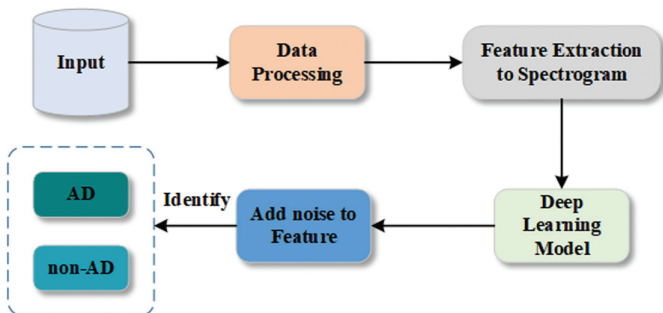 Input
Data
Processing
Feature Extraction
to Spectrogram
Deep
Learning
Model
Add noise to
Feature
Identify
AD
non-AD